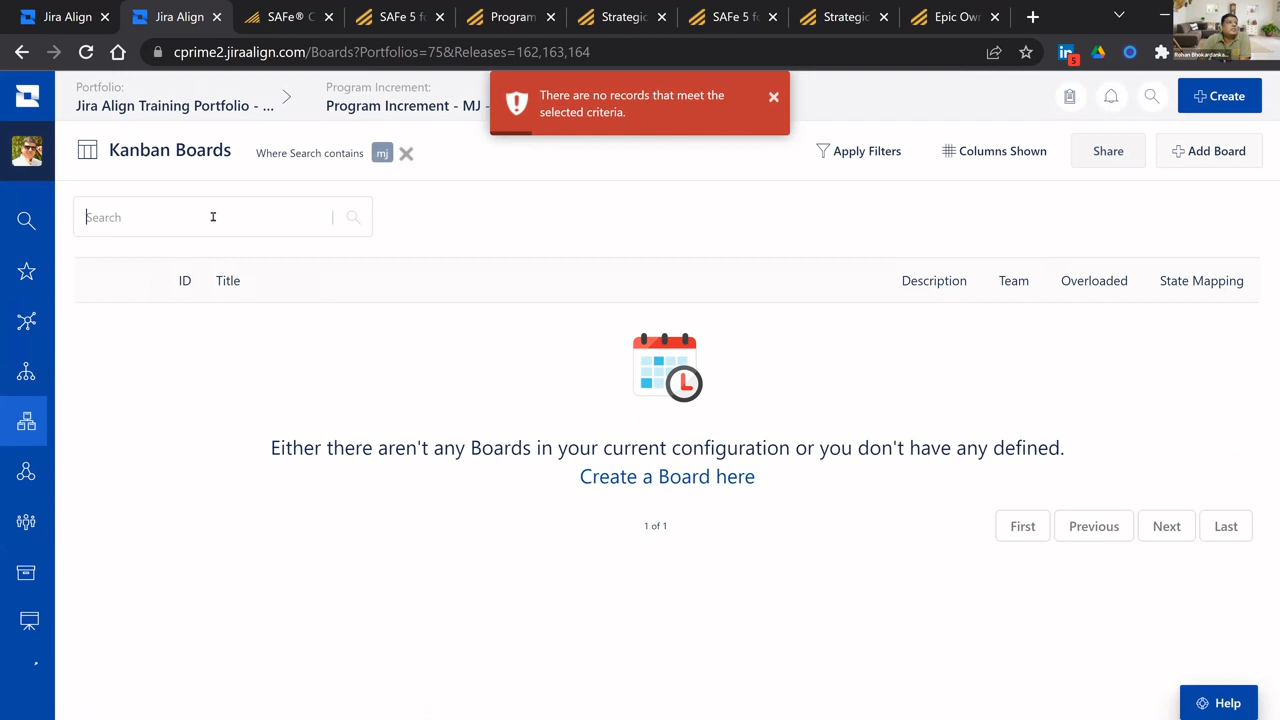 Jira Align
Jira Align
SAFe® C
SAFe 5 f
Program
Strategic
SAFe 5 f
Strategic
Epic Own
cprime2.jiraalign.com/Boards?Portfolios=75&Releases=162,163,164
5
Portfolio:
Jira Align Training Portfolio - ...
Program Increment:
Program Increment - MJ -
There are no records that meet the
selected criteria.
Create
Kanban Boards
Where Search contains mj
Apply Filters
Columns Shown
Share
Add Board
Search
ID Title Description Team Overloaded State Mapping
Either there aren't any Boards in your current configuration or you don't have any defined.
Create a Board here
1 of 1
First Previous Next Last
Help